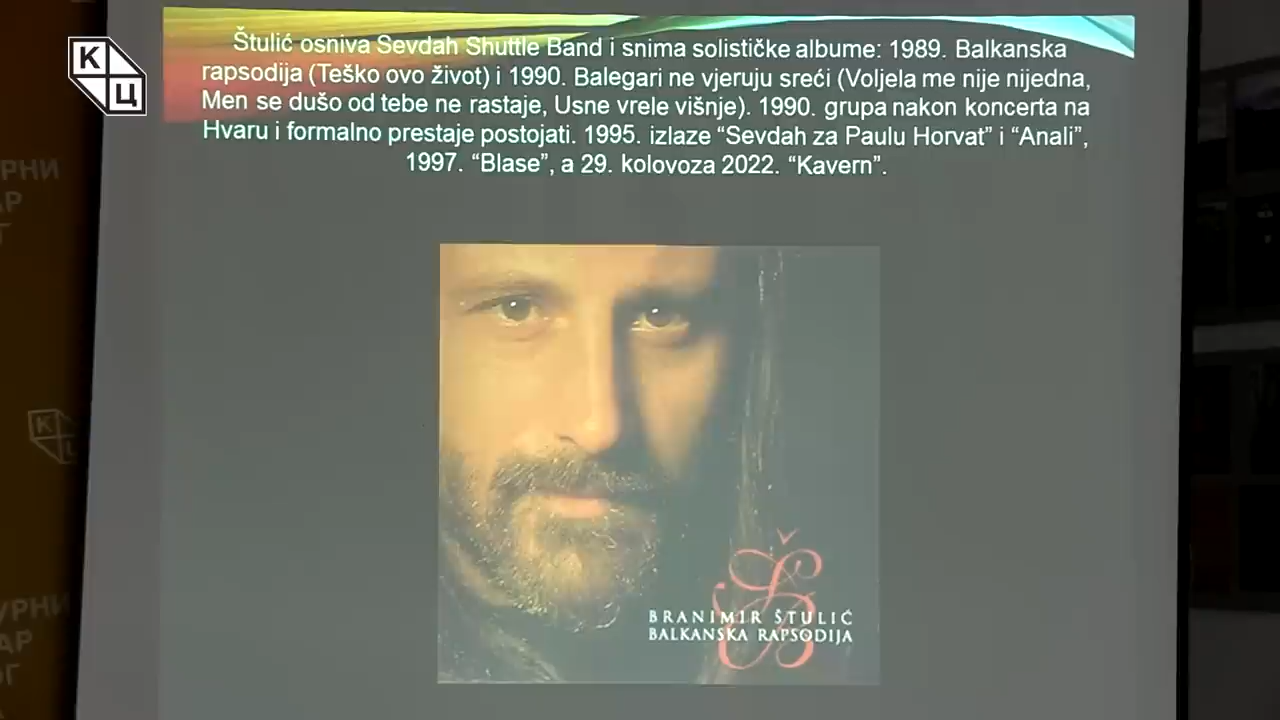 К
Ц
Štulić osniva Sevdah Shuttle Band i snima solističke albume: 1989. Balkanska
rapsodija (Teško ovo život) i 1990. Balegari ne vjeruju sreći (Voljela me nije nijedna,
Men se dušo od tebe ne rastaje, Usne vrele višnje). 1990. grupa nakon koncerta na
Hvaru i formalno prestaje postojati. 1995. izlaze “Sevdah za Paulu Horvat” i “Anali”,
1997. “Blase”, a 29. kolovoza 2022. “Kavern”.
BRANIMIR ŠTULIĆ
BALKANSKA RAPSODIJA
К
Ц